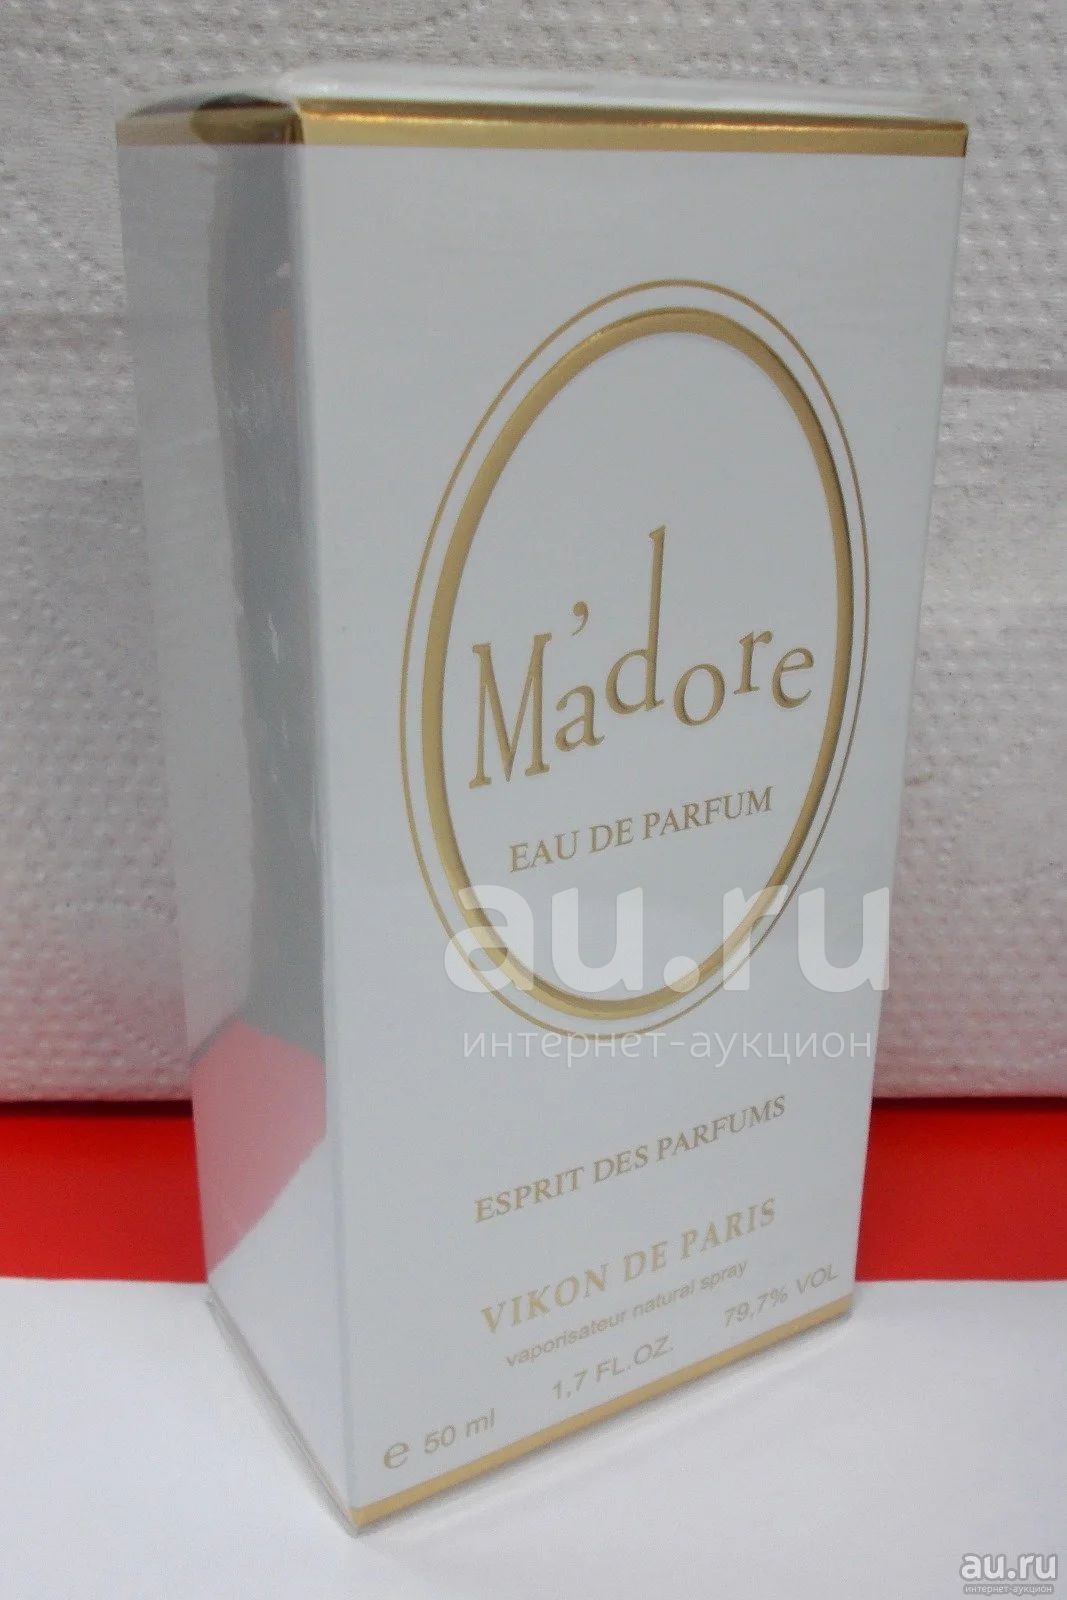 M'adore
EAU DE PARFUM
au.ru
интернет-аукцион
ESPRIT DES PARFUMS
VIKON DE PARIS
vaporisateur natural spray
79,7% VOL
1,7 FL.OZ.
e 50 ml
au.ru
интернет-аукцион